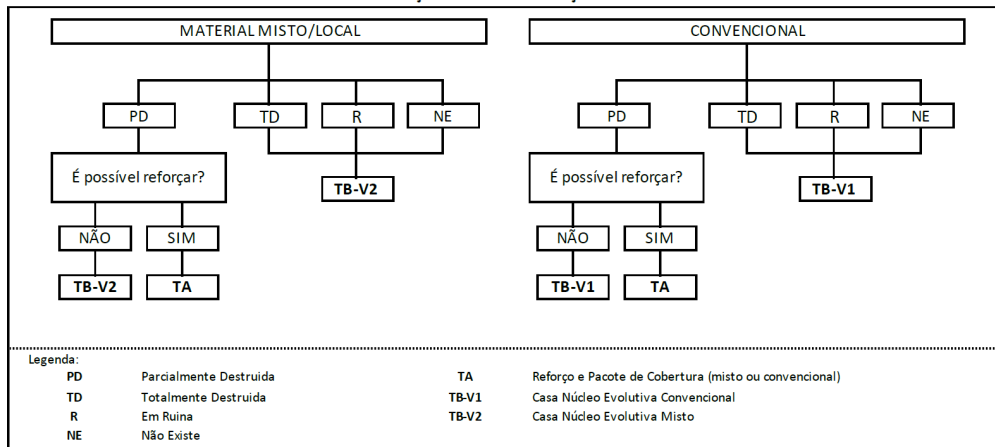 MATERIAL MISTO/LOCAL
CONVENCIONAL
PD TD R NE
PD TD R NE
É possível reforçar?
TB-V2
É possível reforçar?
TB-V1
NÃO SIM
NÃO SIM
TB-V2 TA
TB-V1 TA
Legenda:
PD Parcialmente Destruida TA Reforço e Pacote de Cobertura (misto ou convencional)
TD Totalmente Destruida TB-V1 Casa Núcleo Evolutiva Convencional
R Em Ruina TB-V2 Casa Núcleo Evolutiva Misto
NE Não Existe